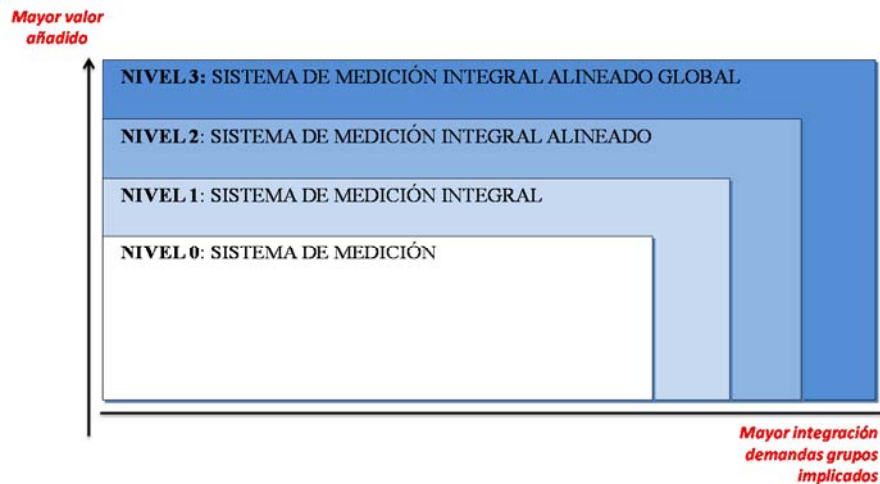 Mayor valor
añadido
NIVEL 3: SISTEMA DE MEDICIÓN INTEGRAL ALINEADO GLOBAL
NIVEL 2: SISTEMA DE MEDICIÓN INTEGRAL ALINEADO
NIVEL 1: SISTEMA DE MEDICIÓN INTEGRAL
NIVEL 0: SISTEMA DE MEDICIÓN
Mayor integración
demandas grupos
implicados